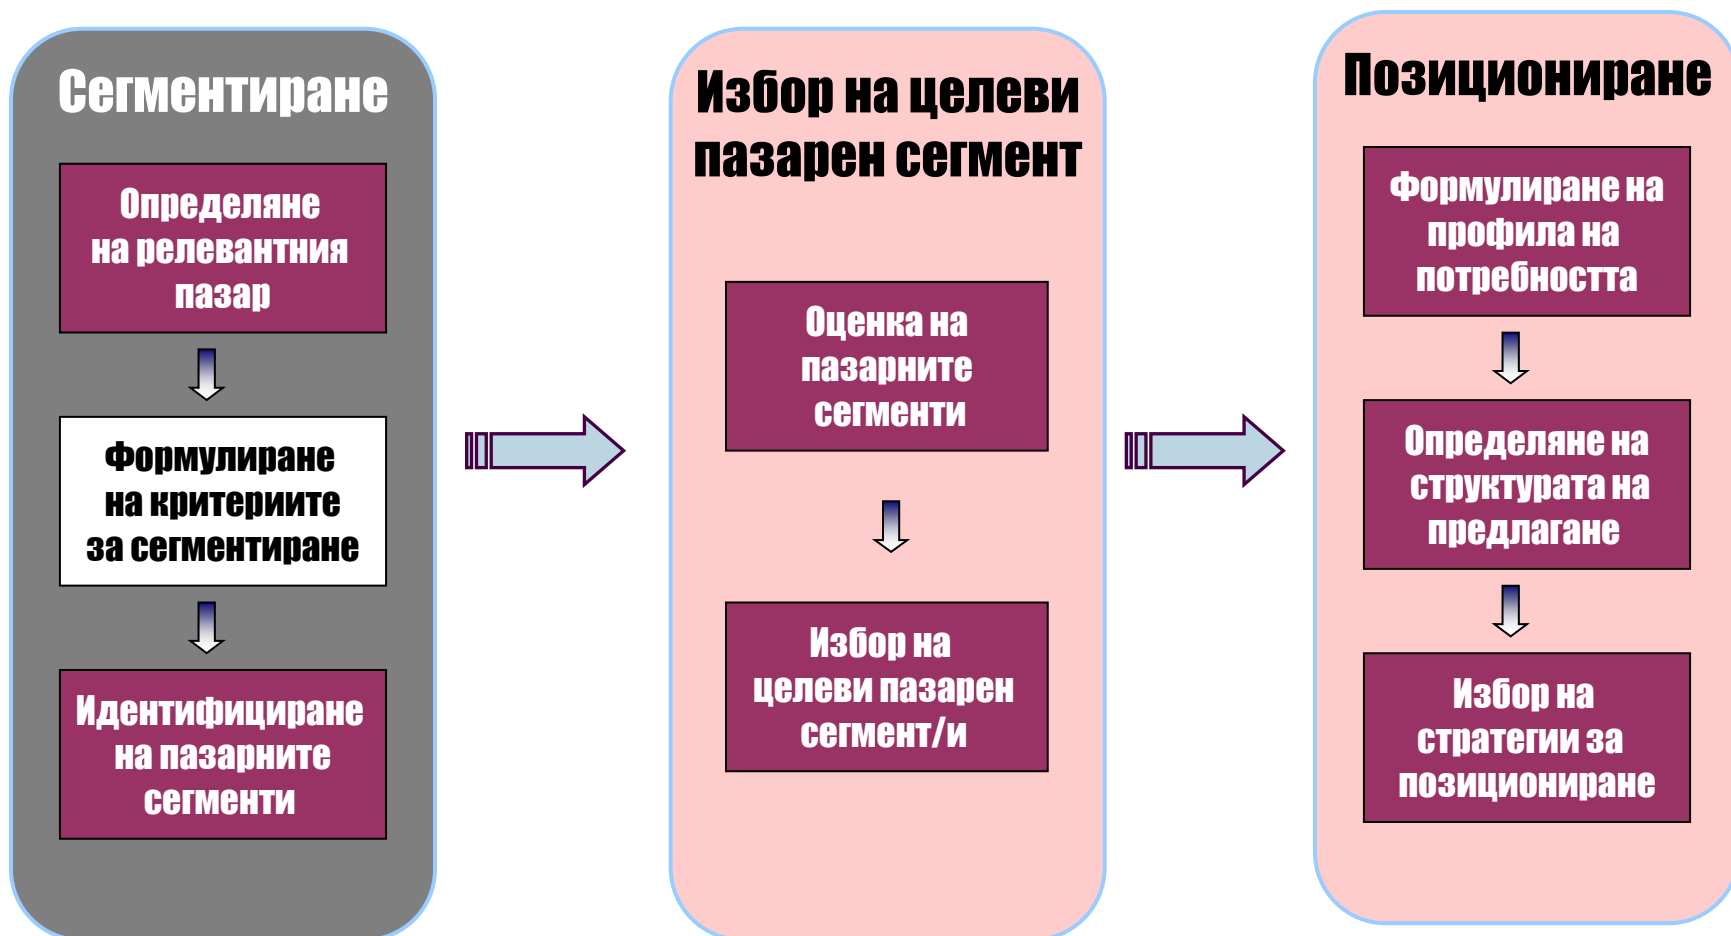 Сегментиране
Определяне
на релевантния
пазар
Формулиране
на критериите
за сегментиране
Идентифициране
на пазарните
сегменти
Избор на целеви
пазарен сегмент
Оценка на
пазарните
сегменти
Избор на
целеви пазарен
сегмент/и
Позициониране
Формулиране на
профила на
потребността
Определяне на
структурата на
предлагане
Избор на
стратегии за
позициониране